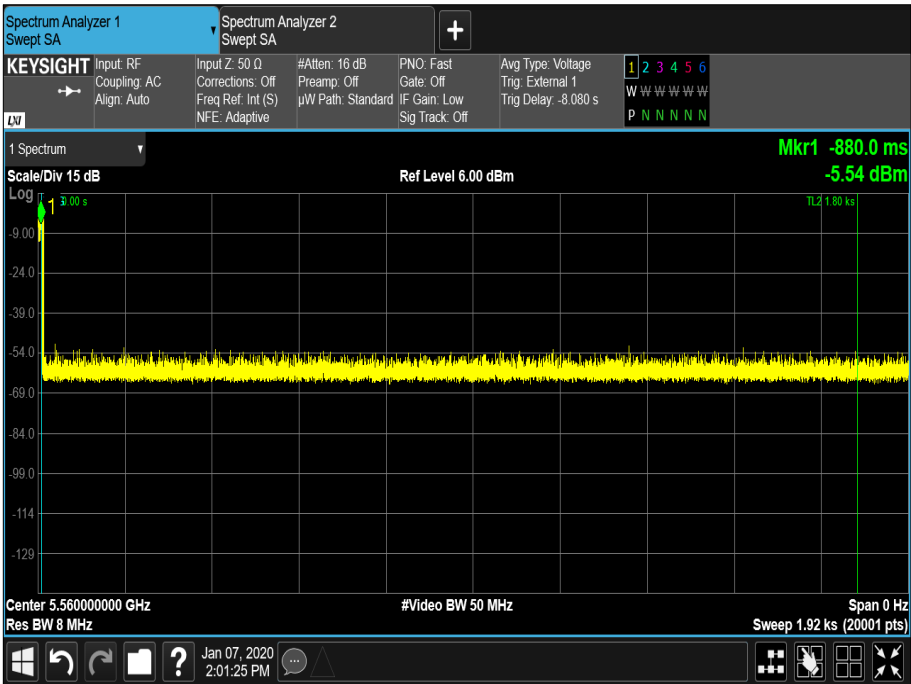 Spectrum Analyzer 1
Swept SA
Spectrum Analyzer 2
Swept SA
KEYSIGHT
LXI
Input: RF
Coupling: AC
Align: Auto
Input Z: 50 Ω
Corrections: Off
Freq Ref: Int (S)
NFE: Adaptive
#Atten: 16 dB
Preamp: Off
µW Path: Standard
PNO: Fast
Gate: Off
IF Gain: Low
Sig Track: Off
Avg Type: Voltage
Trig: External 1
Trig Delay: -8.080 s
1 2 3 4 5 6
W W W W W W
P N N N N N
1 Spectrum
Mkr1 -880.0 ms
-5.54 dBm
Scale/Div 15 dB
Ref Level 6.00 dBm
Log
1
0.00 s
TL2 1.80 ks
-9.00
-24.0
-39.0
-54.0
-69.0
-84.0
-99.0
-114
-129
Center 5.560000000 GHz
#Video BW 50 MHz
Span 0 Hz
Res BW 8 MHz
Sweep 1.92 ks (20001 pts)
?
Jan 07, 2020
2:01:25 PM